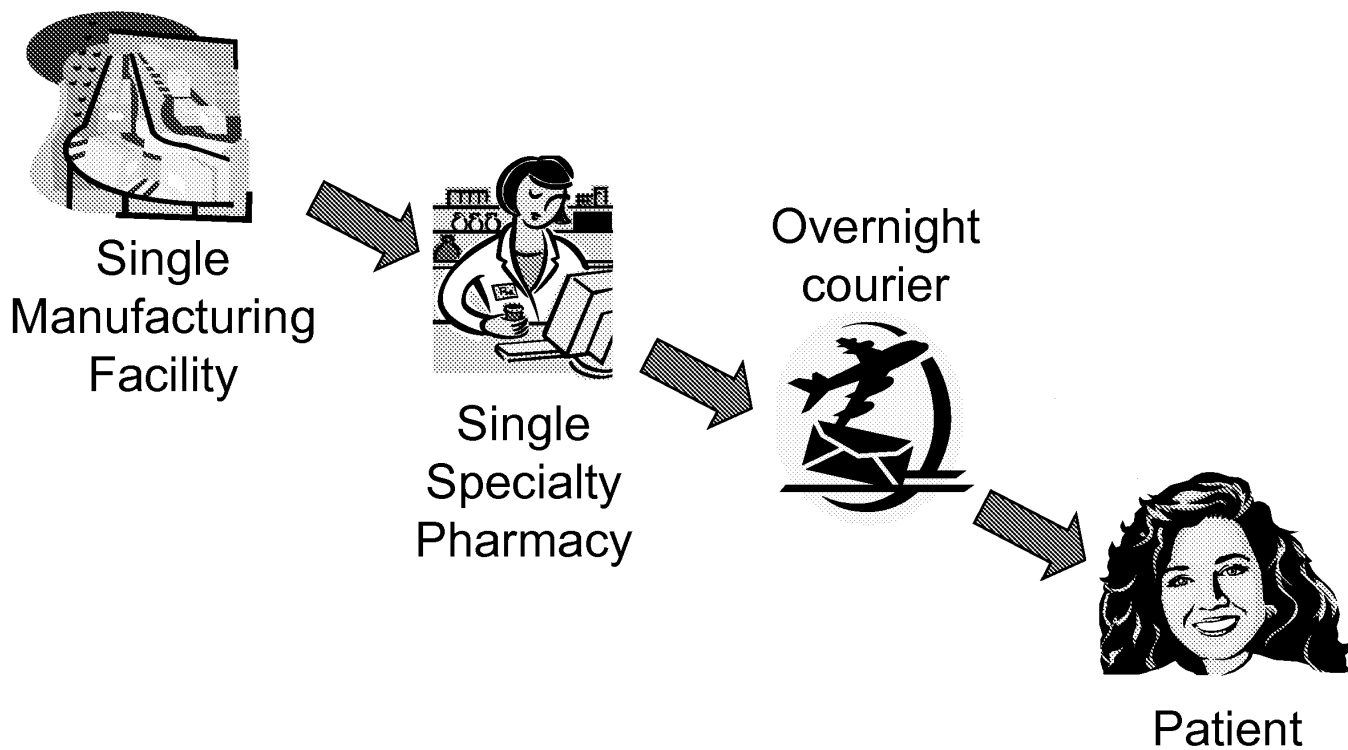 Single
Manufacturing
Facility
Single
Specialty
Pharmacy
Overnight
courier
Patient